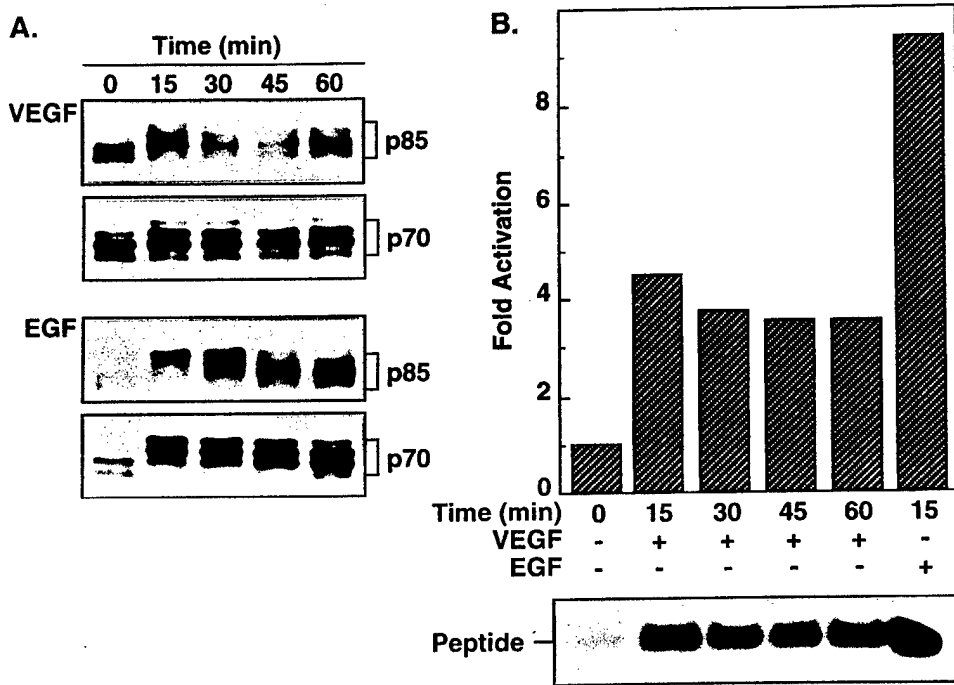 A.
Time (min)
0 15 30 45 60
VEGF
p85
p70
EGF
p85
p70
B.
Fold Activation
8
6
4
2
0
Time (min) 0 15 30 45 60 15
VEGF - + + + + -
EGF - - - - - +
Peptide